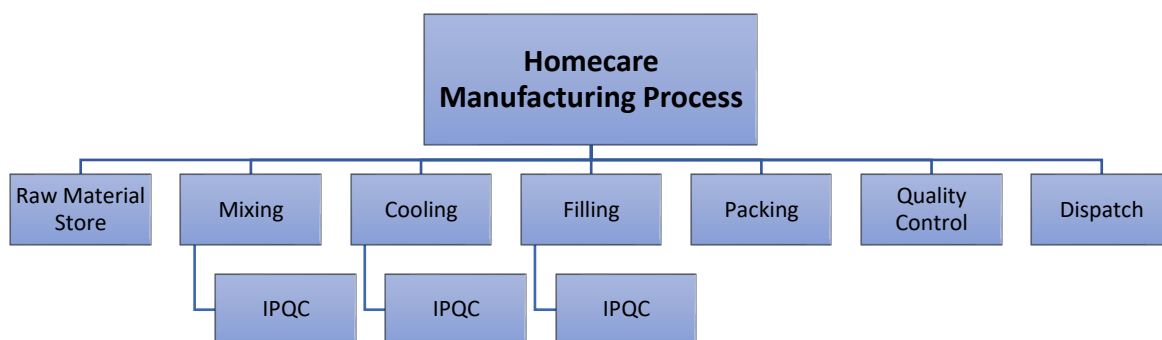 Homecare
Manufacturing Process
Raw Material
Store
Mixing
Cooling
Filling
Packing
Quality
Control
Dispatch
IPQC
IPQC
IPQC